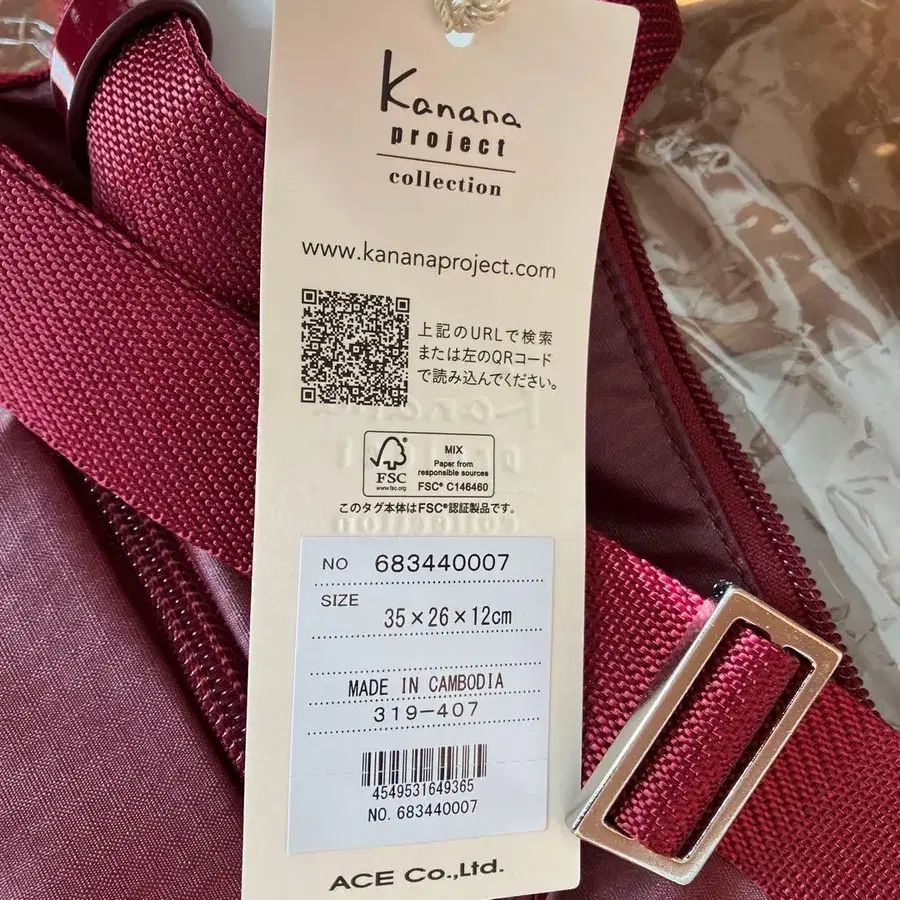 Kanana
project
collection
www.kananaproject.com
上記のURLで検索
または左のQRコード
で読み込んでください。
FSC
www.fsc.org
MIX
Paper from
responsible sources
FSC® C146460
このタグ本体はFSC®認証製品です。
NO 683440007
SIZE
35×26×12cm
MADE IN CAMBODIA
319-407
4549531649365
NO. 683440007
ACE Co.,Ltd.